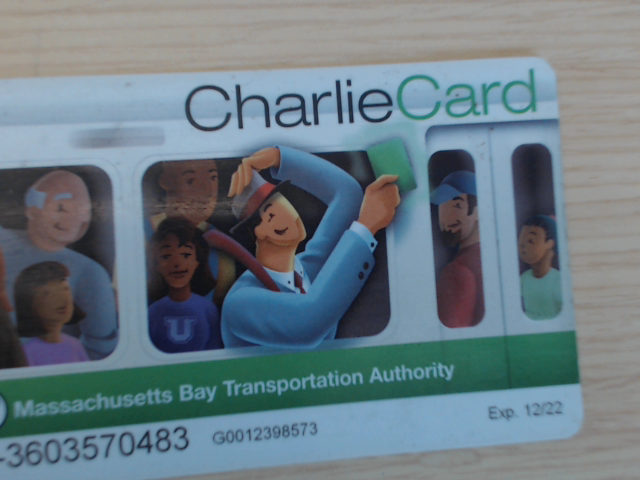 CharlieCard
U
Massachusetts Bay Transportation Authority
-3603570483 G0012398573
Exp. 12/22